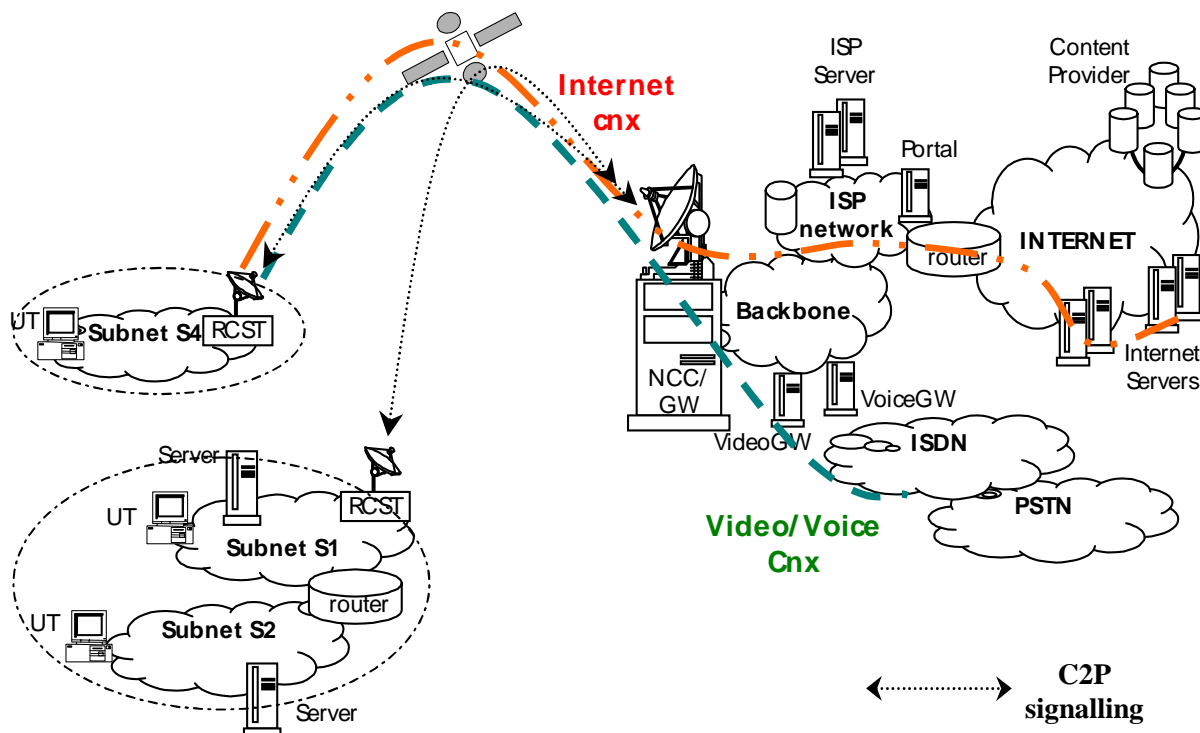 ISP
Server
Content
Provider
Internet
cnx
Portal
ISP
network
INTERNET
router
UT
Subnet S4
RCST
Backbone
Internet
Servers
NCC/
GW
VoiceGW
VideoGW
Server
ISDN
RCST
UT
PSTN
Subnet S1
Video/Voice
Cnx
router
UT
Subnet S2
Server
C2P
signalling